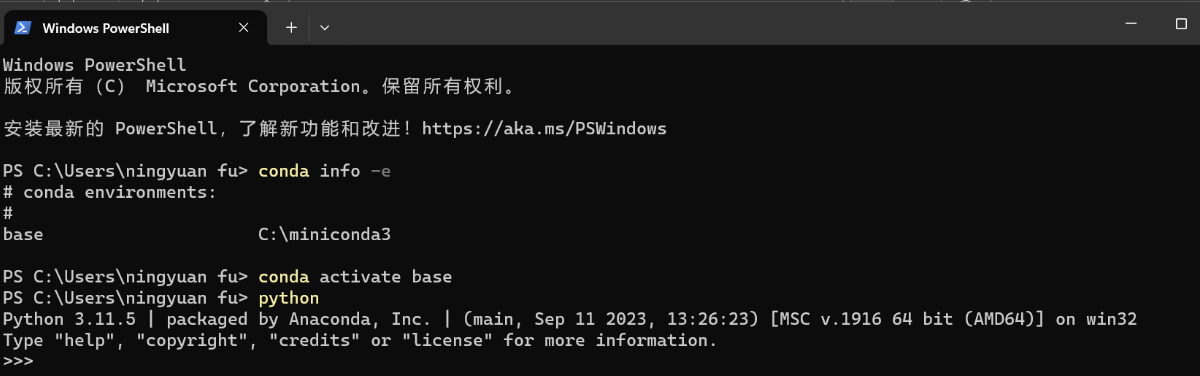 Windows PowerShell
Windows PowerShell
版权所有 (C) Microsoft Corporation。保留所有权利。
安装最新的 PowerShell，了解新功能和改进！https://aka.ms/PSWindows
PS C:\Users\ningyuan fu> conda info -e
# conda environments:
#
base                     C:\miniconda3
PS C:\Users\ningyuan fu> conda activate base
PS C:\Users\ningyuan fu> python
Python 3.11.5 | packaged by Anaconda, Inc. | (main, Sep 11 2023, 13:26:23) [MSC v.1916 64 bit (AMD64)] on win32
Type "help", "copyright", "credits" or "license" for more information.
>>>